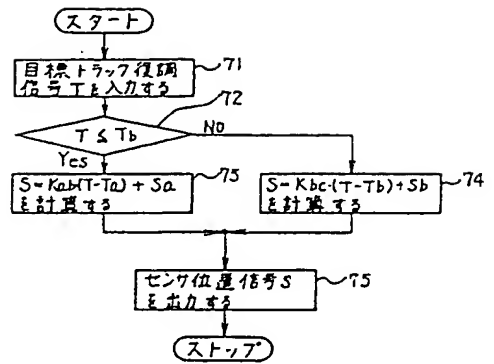 スタート
目標トラック復調
信号Tを入力する
71
72
T ≦ Tb
NO
Yes
S=Kab(T-Ta) + Sa
を計算する
75
S=Kbc·(T-Tb)+Sb
を計算する
74
センサ位置信号S
を出力する
75
ストップ